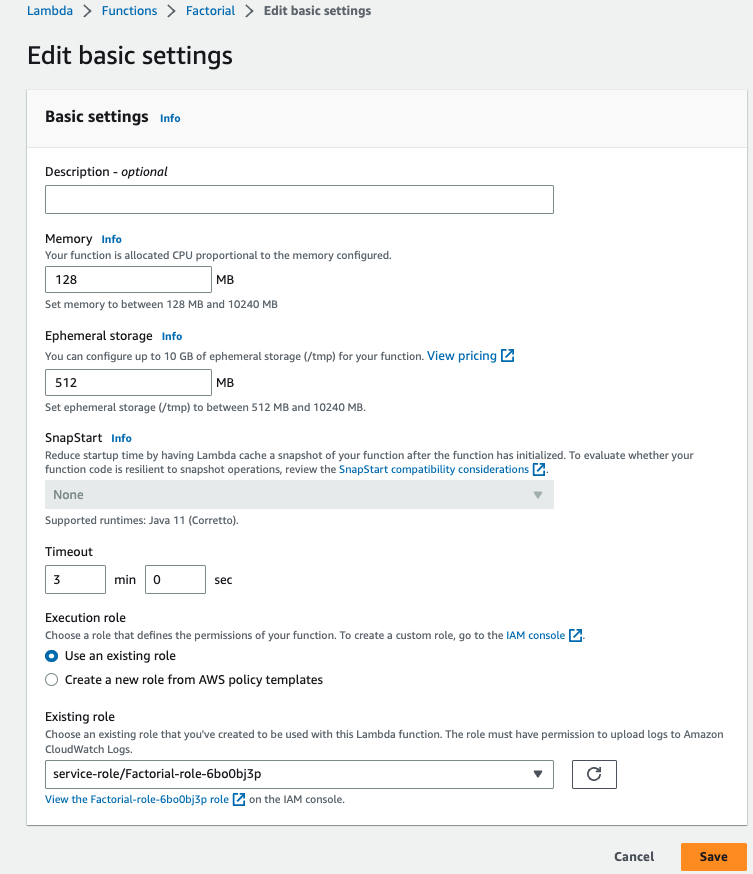 Lambda > Functions > Factorial > Edit basic settings
Edit basic settings
Basic settings Info
Description - optional
Memory Info
Your function is allocated CPU proportional to the memory configured.
128 MB
Set memory to between 128 MB and 10240 MB
Ephemeral storage Info
You can configure up to 10 GB of ephemeral storage (/tmp) for your function. View pricing
512 MB
Set ephemeral storage (/tmp) to between 512 MB and 10240 MB.
SnapStart Info
Reduce startup time by having Lambda cache a snapshot of your function after the function has initialized. To evaluate whether your
function code is resilient to snapshot operations, review the SnapStart compatibility considerations .
None
Supported runtimes: Java 11 (Corretto).
Timeout
3 min 0 sec
Execution role
Choose a role that defines the permissions of your function. To create a custom role, go to the IAM console .
Use an existing role
Create a new role from AWS policy templates
Existing role
Choose an existing role that you've created to be used with this Lambda function. The role must have permission to upload logs to Amazon
CloudWatch Logs.
service-role/Factorial-role-6bo0bj3p
View the Factorial-role-6bo0bj3p role on the IAM console.
Cancel Save